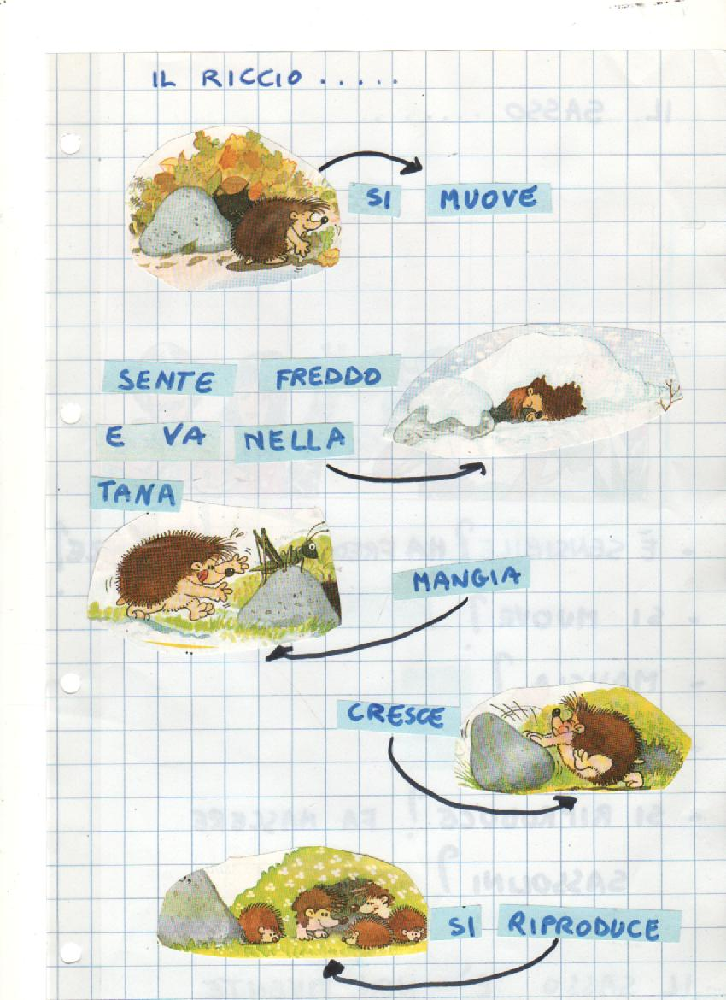 IL RICCIO.....
SI MUOVE
SENTE FREDDO
E VA NELLA
TANA
MANGIA
CRESCE
SI RIPRODUCE